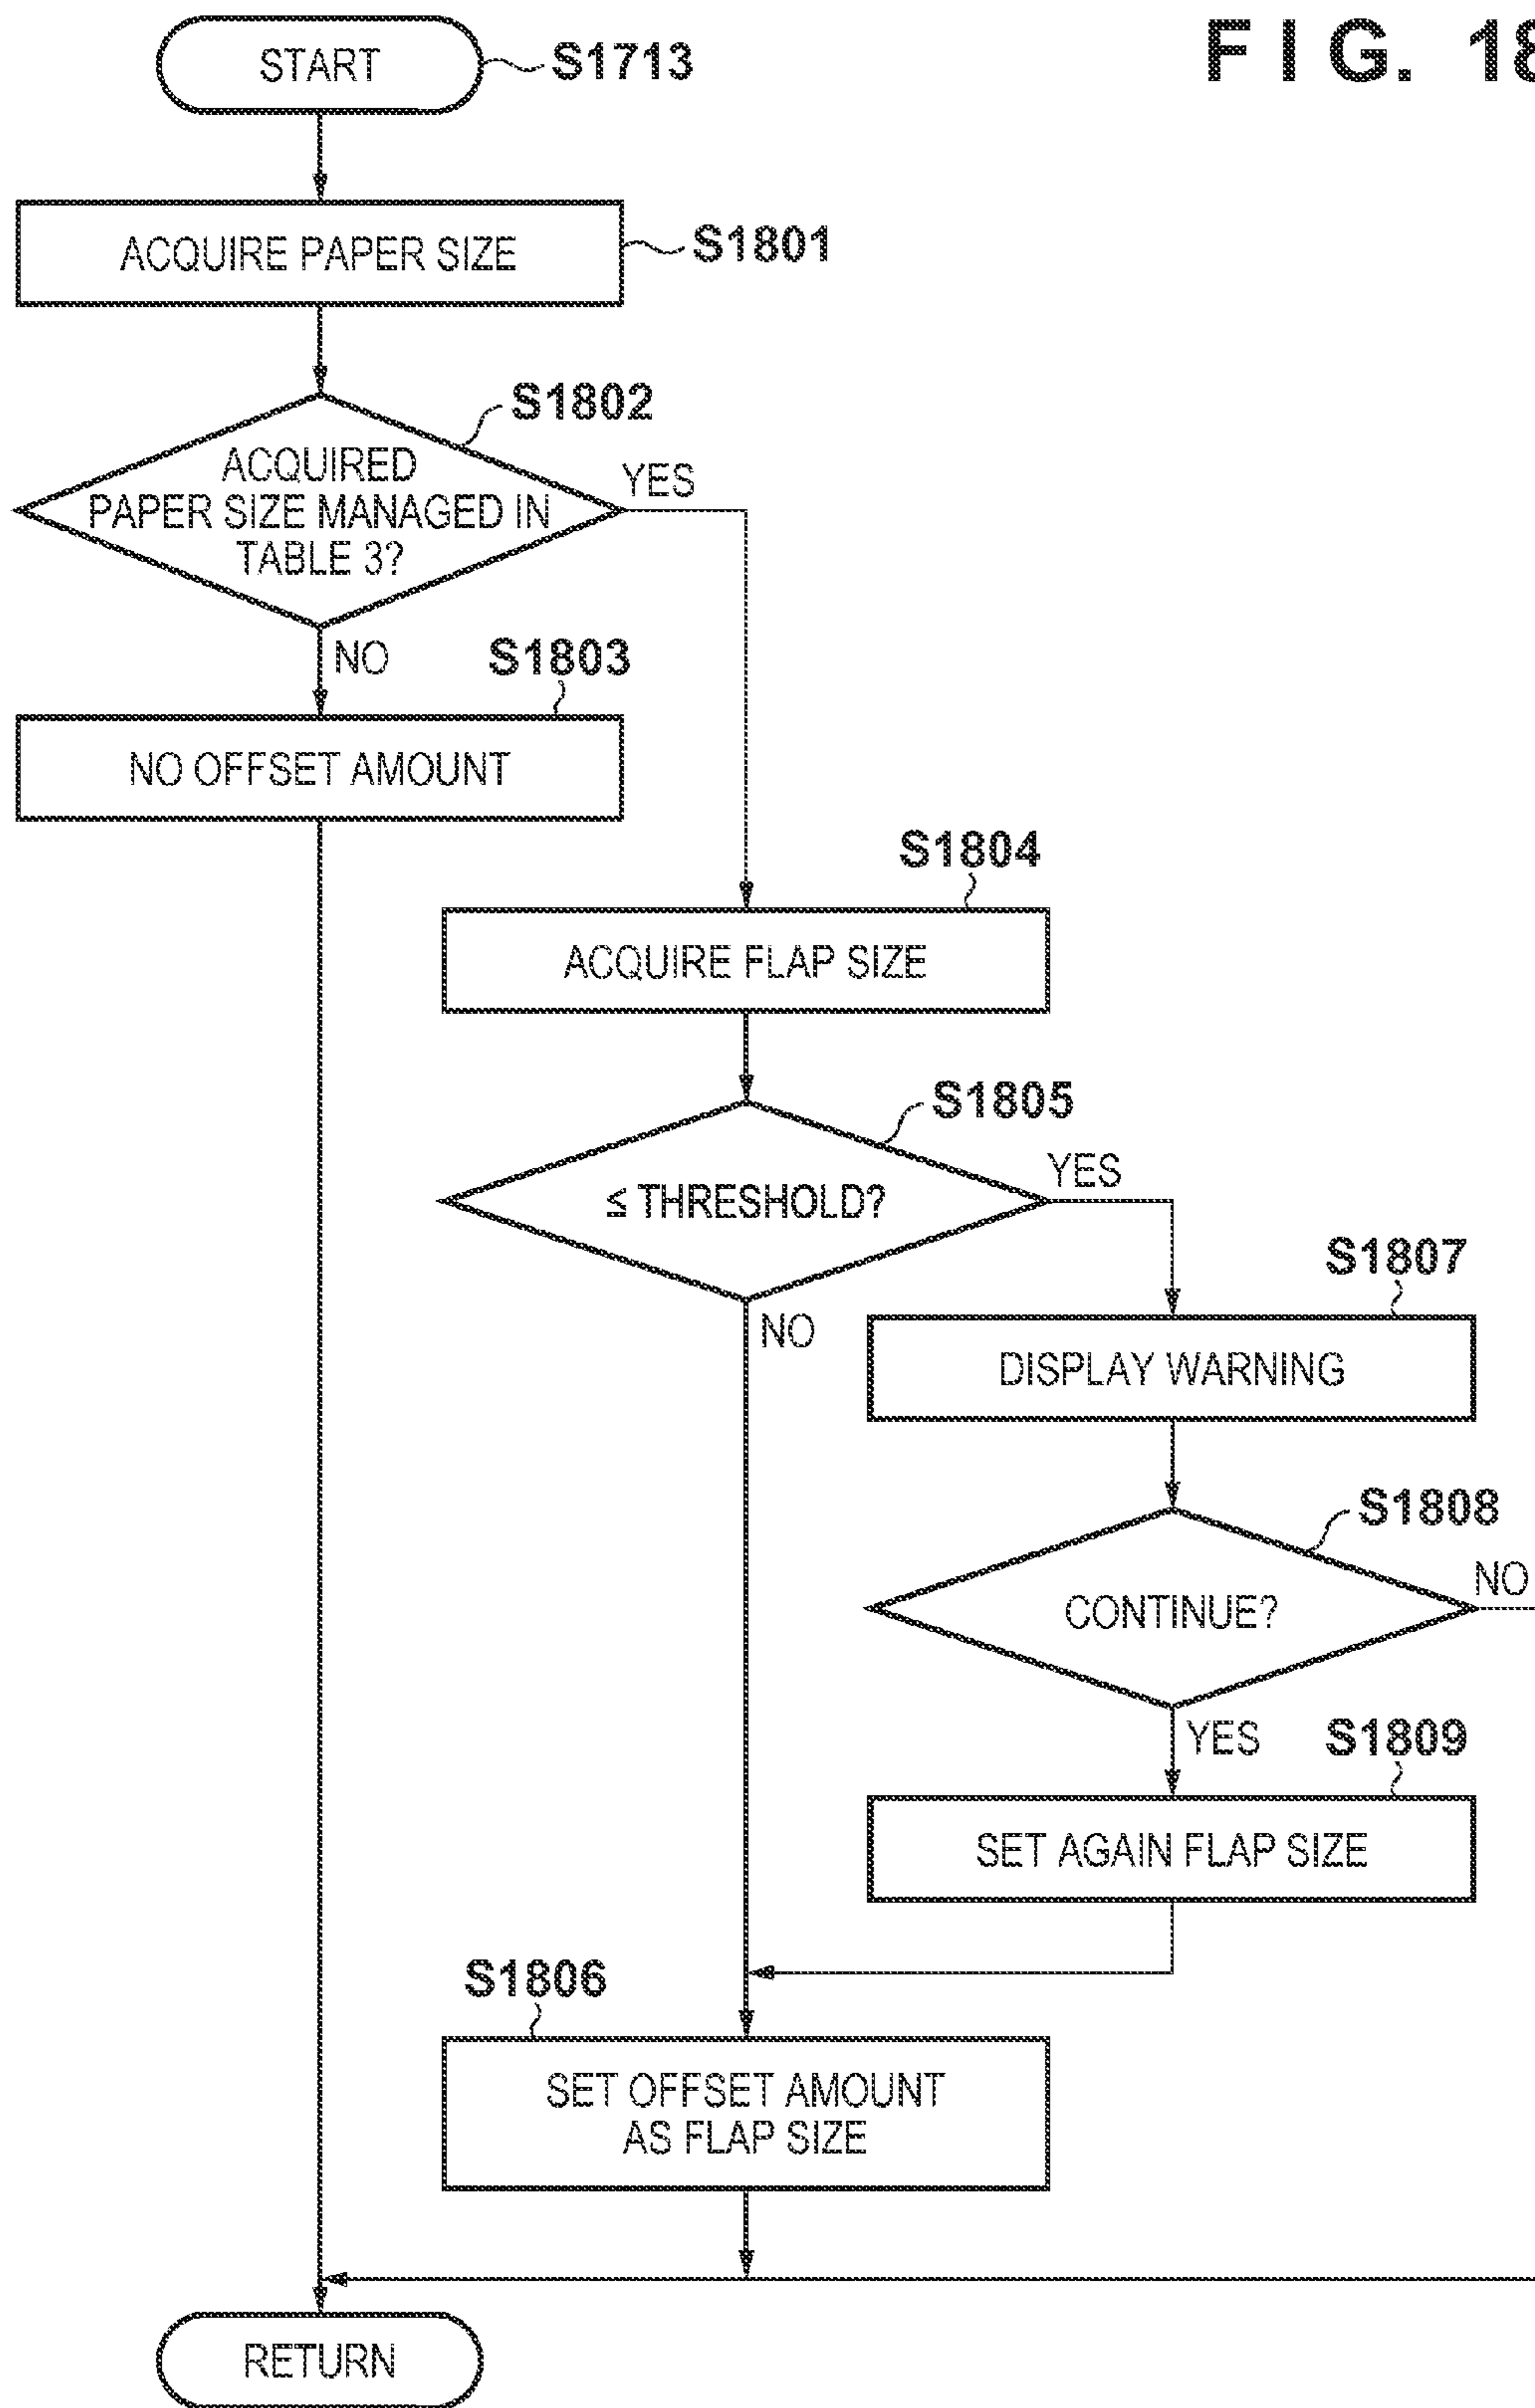 FIG. 18
START
S1713
ACQUIRE PAPER SIZE
S1801
S1802
ACQUIRED
PAPER SIZE MANAGED IN
TABLE 3?
YES
NO
S1803
NO OFFSET AMOUNT
S1804
ACQUIRE FLAP SIZE
S1805
≦ THRESHOLD?
YES
NO
S1807
DISPLAY WARNING
S1808
CONTINUE?
NO
YES
S1809
SET AGAIN FLAP SIZE
S1806
SET OFFSET AMOUNT
AS FLAP SIZE
RETURN